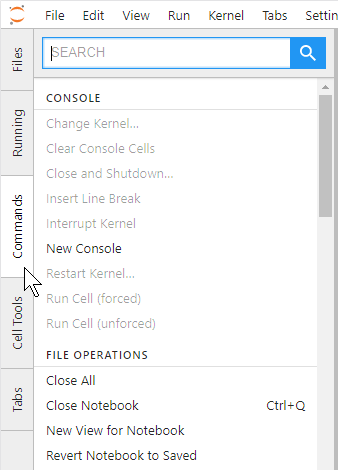 File Edit View Run Kernel Tabs Settin
Files
Running
Commands
Cell Tools
Tabs
SEARCH
CONSOLE
Change Kernel...
Clear Console Cells
Close and Shutdown...
Insert Line Break
Interrupt Kernel
New Console
Restart Kernel...
Run Cell (forced)
Run Cell (unforced)
FILE OPERATIONS
Close All
Close Notebook Ctrl+Q
New View for Notebook
Revert Notebook to Saved